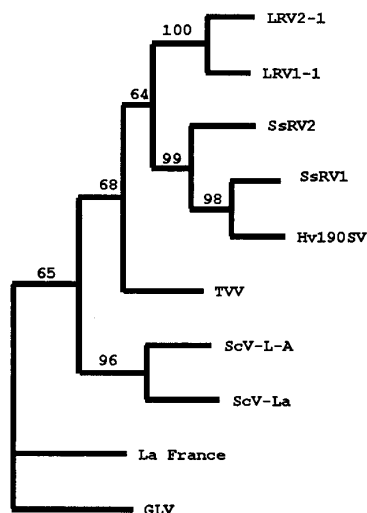 100
LRV2-1
LRV1-1
64
SsRV2
99
SsRV1
98
Hv190SV
68
TVV
65
ScV-L-A
96
ScV-La
La France
GLV